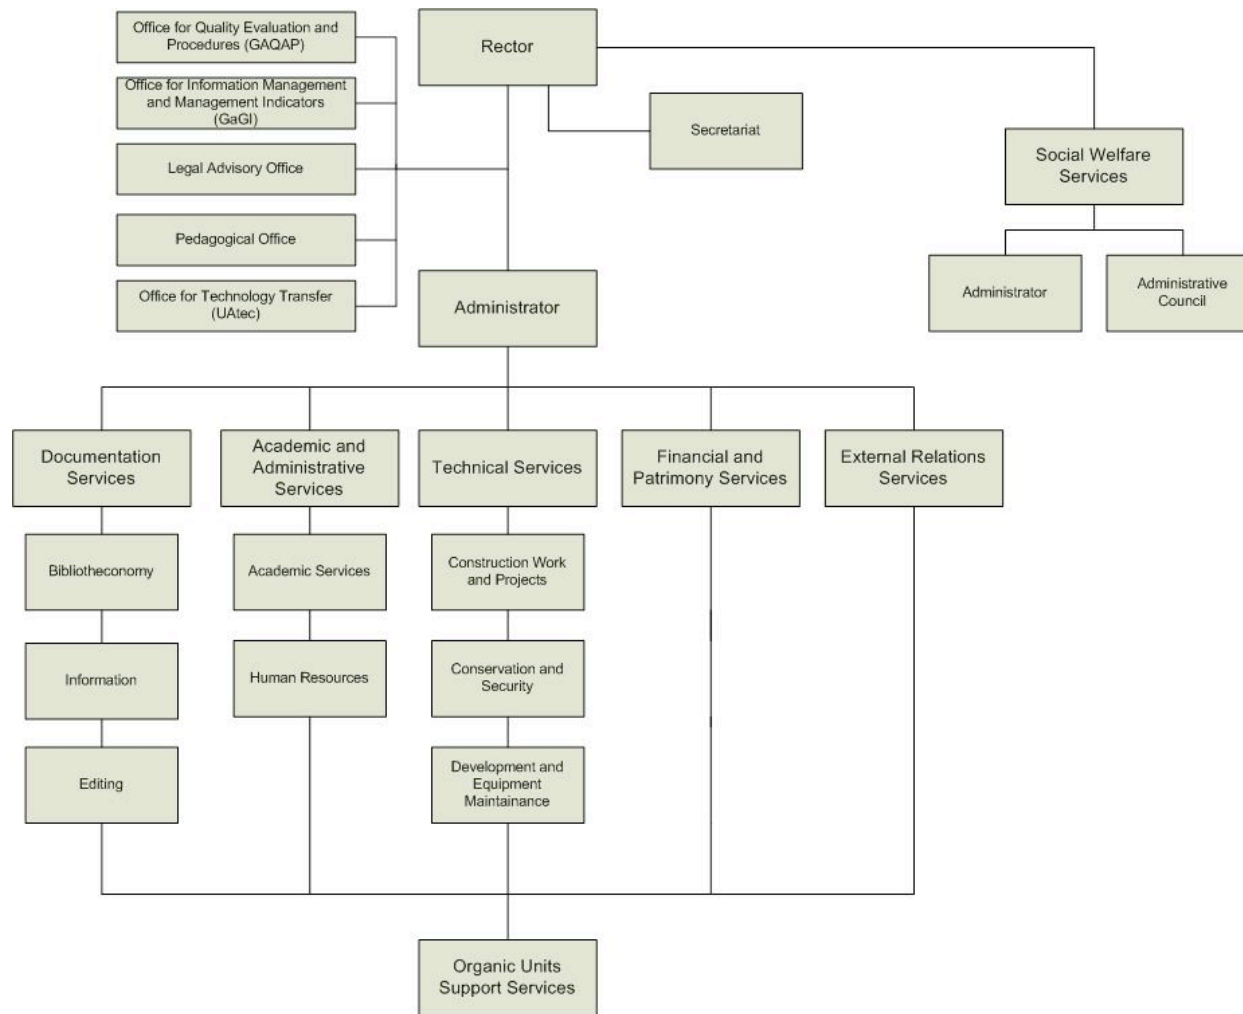 Office for Quality Evaluation and
Procedures (GAQAP)
Rector
Office for Information Management
and Management Indicators
(GaGI)
Secretariat
Legal Advisory Office
Social Welfare
Services
Pedagogical Office
Office for Technology Transfer
(UAtec)
Administrator
Administrator
Administrative
Council
Documentation
Services
Academic and
Administrative
Services
Technical Services
Financial and
Patrimony Services
External Relations
Services
Bibliotheconomy
Academic Services
Construction Work
and Projects
Information
Human Resources
Conservation and
Security
Editing
Development and
Equipment
Maintainance
Organic Units
Support Services